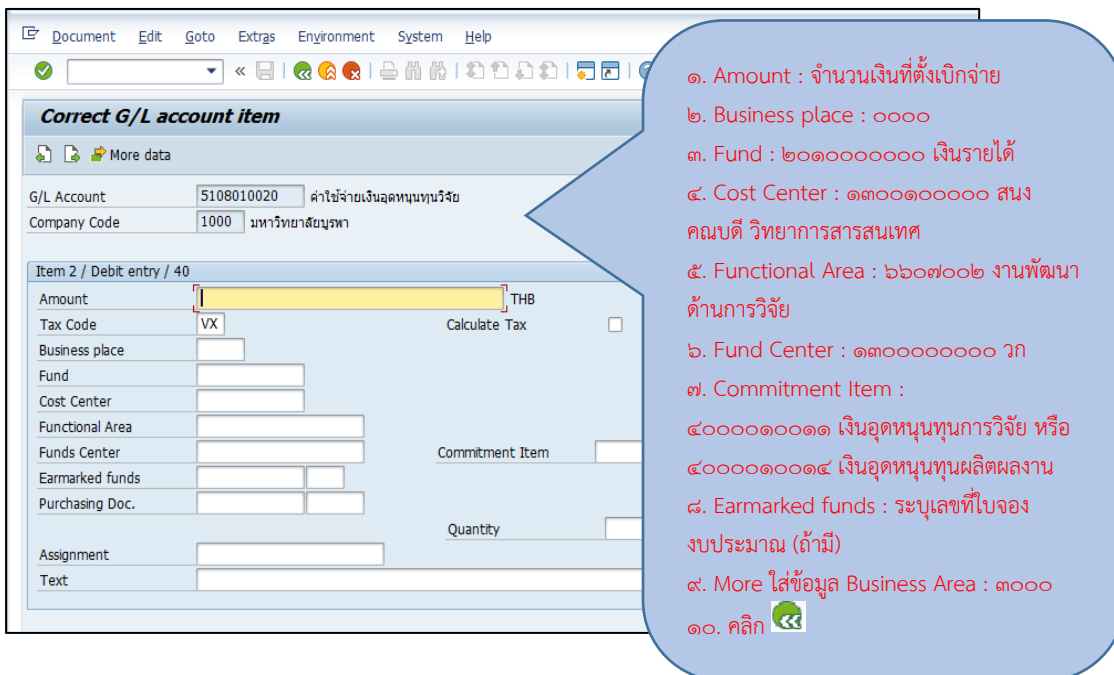 Document Edit Goto Extras Environment System Help
Correct G/L account item
More data
G/L Account 5108010020 ค่าใช้จ่ายเงินอุดหนุนทุนวิจัย
Company Code 1000 มหาวิทยาลัยบูรพา
Item 2 / Debit entry / 40
Amount THB
Tax Code VX Calculate Tax
Business place
Fund
Cost Center
Functional Area
Funds Center Commitment Item
Earmarked funds
Purchasing Doc.
Quantity
Assignment
Text
๑. Amount : จำนวนเงินที่ตั้งเบิกจ่าย
๒. Business place : ๐๐๐๐
๓. Fund : ๒๐๑๐๐๐๐๐๐๐ เงินรายได้
๔. Cost Center : ๑๓๐๐๑๐๐๐๐๐ สนง
คณบดี วิทยาการสารสนเทศ
๕. Functional Area : ๖๖๐๗๐๐๒ งานพัฒนา
ด้านการวิจัย
๖. Fund Center : ๑๓๐๐๐๐๐๐๐๐ วก
๗. Commitment Item :
๔๐๐๐๐๑๐๐๑๑ เงินอุดหนุนทุนการวิจัย หรือ
๔๐๐๐๐๑๐๐๑๔ เงินอุดหนุนทุนผลิตผลงาน
๘. Earmarked funds : ระบุเลขที่ใบจอง
งบประมาณ (ถ้ามี)
๙. More ใส่ข้อมูล Business Area : ๓๐๐๐
๑๐. คลิก